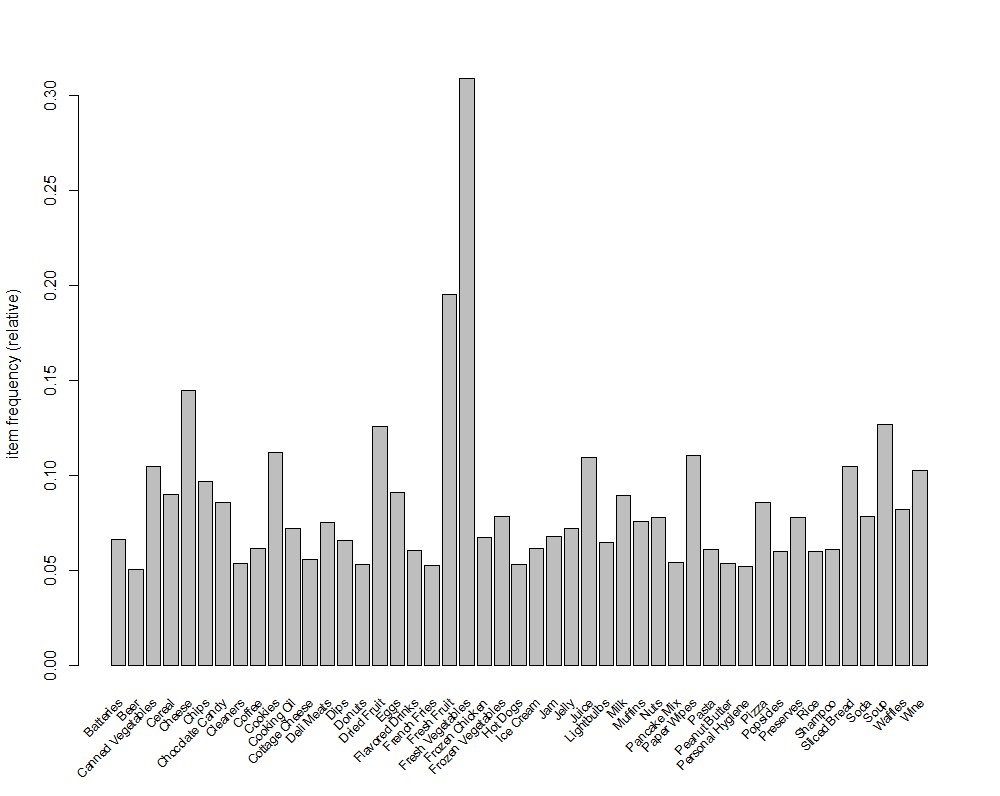 item frequency (relative)
0.30
0.25
0.20
0.15
0.10
0.05
0.00
Batteries
Beer
Canned Vegetables
Cereal
Cheese
Chips
Chocolate Candy
Cleaners
Coffee
Cookies
Cooking Oil
Cottage Cheese
Deli Meats
Dips
Donuts
Dried Fruit
Eggs
Flavored Drinks
French Fries
Fresh Fruit
Fresh Vegetables
Frozen Chicken
Frozen Vegetables
Hot Dogs
Ice Cream
Jam
Jelly
Juice
Lightbulbs
Milk
Muffins
Nuts
Pancake Mix
Paper Wipes
Pasta
Peanut Butter
Personal Hygiene
Pizza
Popsicles
Preserves
Rice
Shampoo
Sliced Bread
Soda
Soup
Waffles
Wine